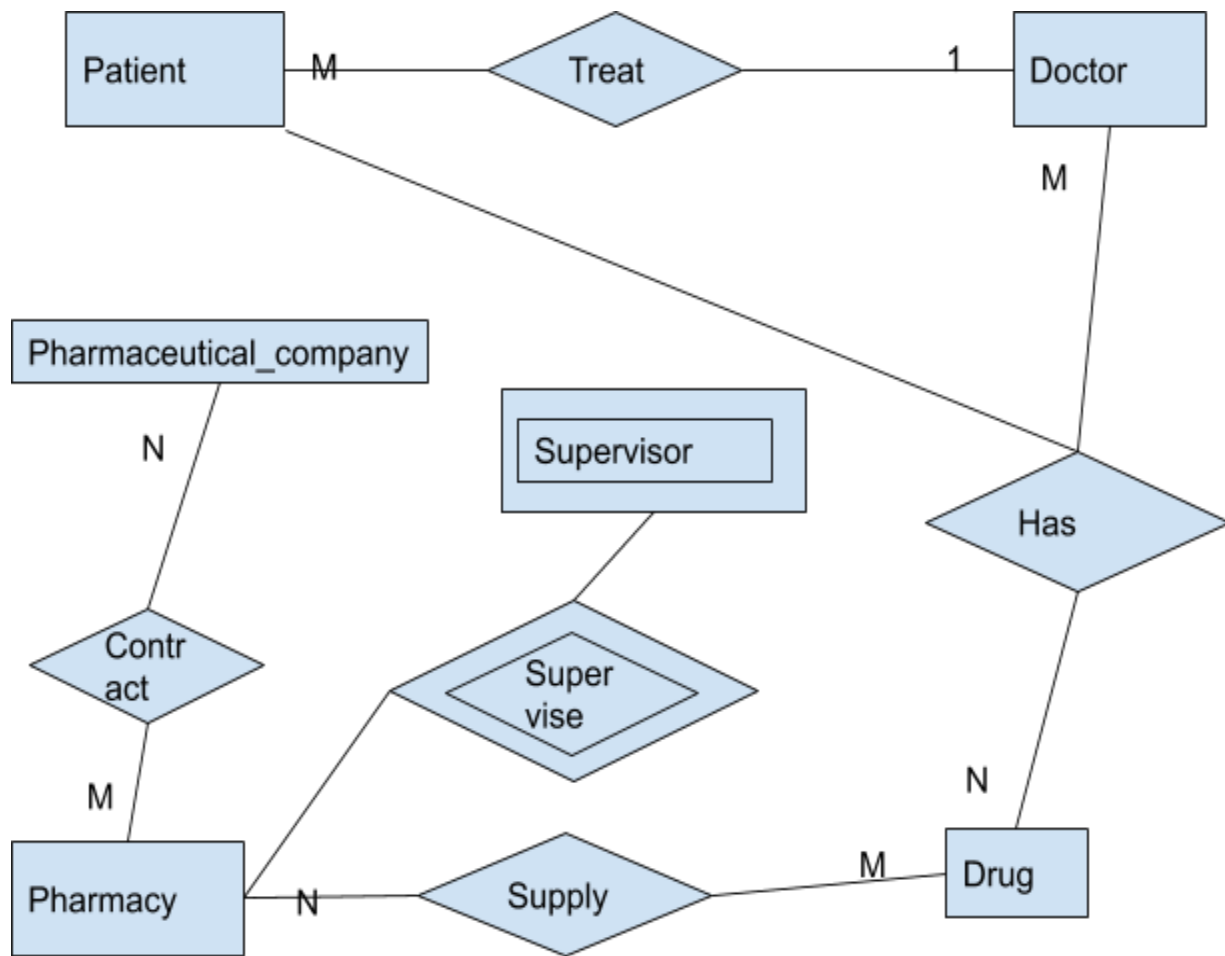 Patient
M
Treat
1
Doctor
M
Pharmaceutical_company
N
Supervisor
Has
Contr
act
Super
vise
M
N
Pharmacy
N
Supply
M
Drug